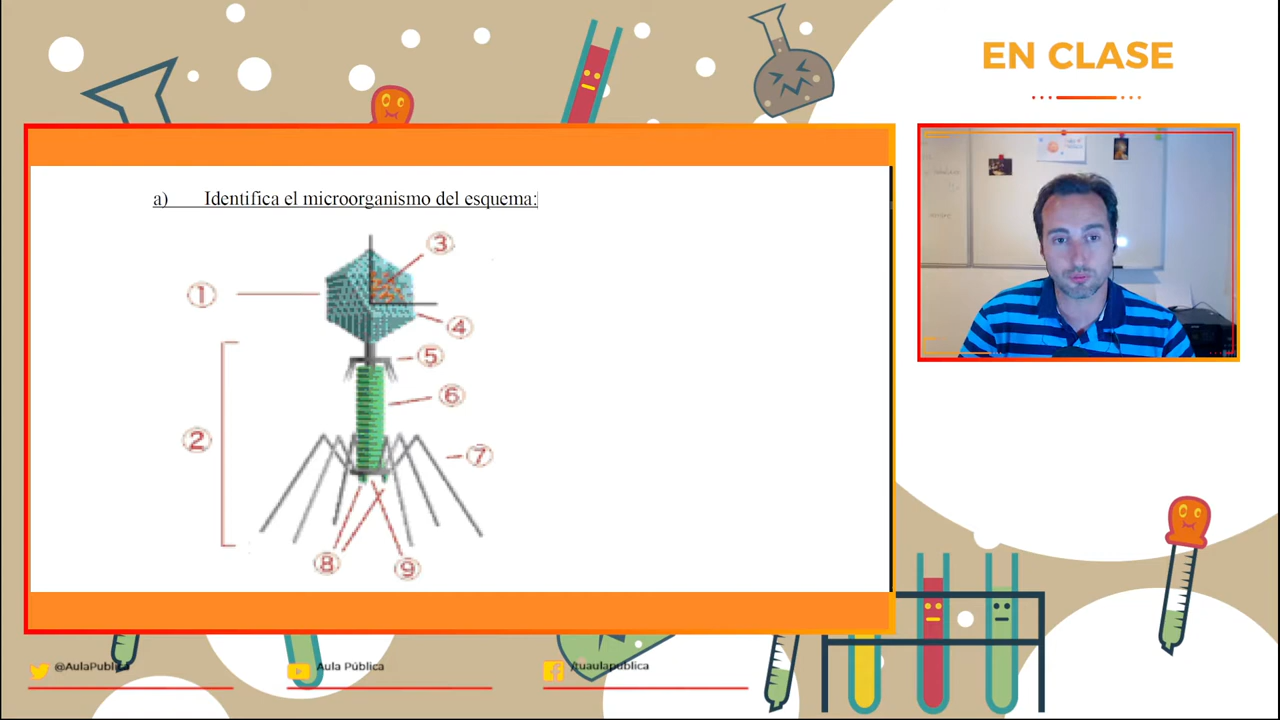 EN CLASE
a) Identifica el microorganismo del esquema:
3
1
4
5
6
2
7
8
9
@AulaPublica
Aula Pública
/tuaulapublica